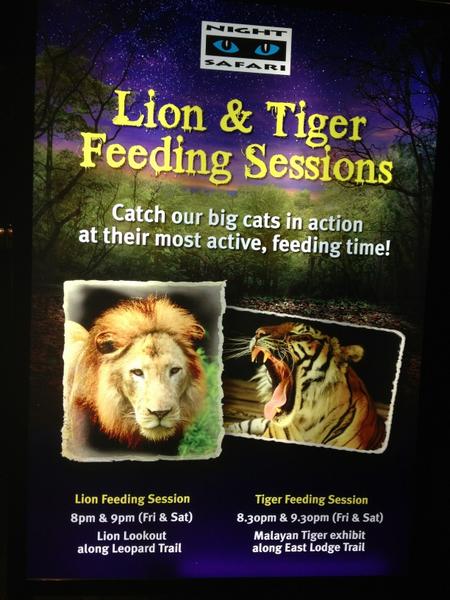 NIGHT
SAFARI
Lion & Tiger
Feeding Sessions
Catch our big cats in action
at their most active, feeding time!
Lion Feeding Session
8pm & 9pm (Fri & Sat)
Lion Lookout
along Leopard Trail
Tiger Feeding Session
8.30pm & 9.30pm (Fri & Sat)
Malayan Tiger exhibit
along East Lodge Trail